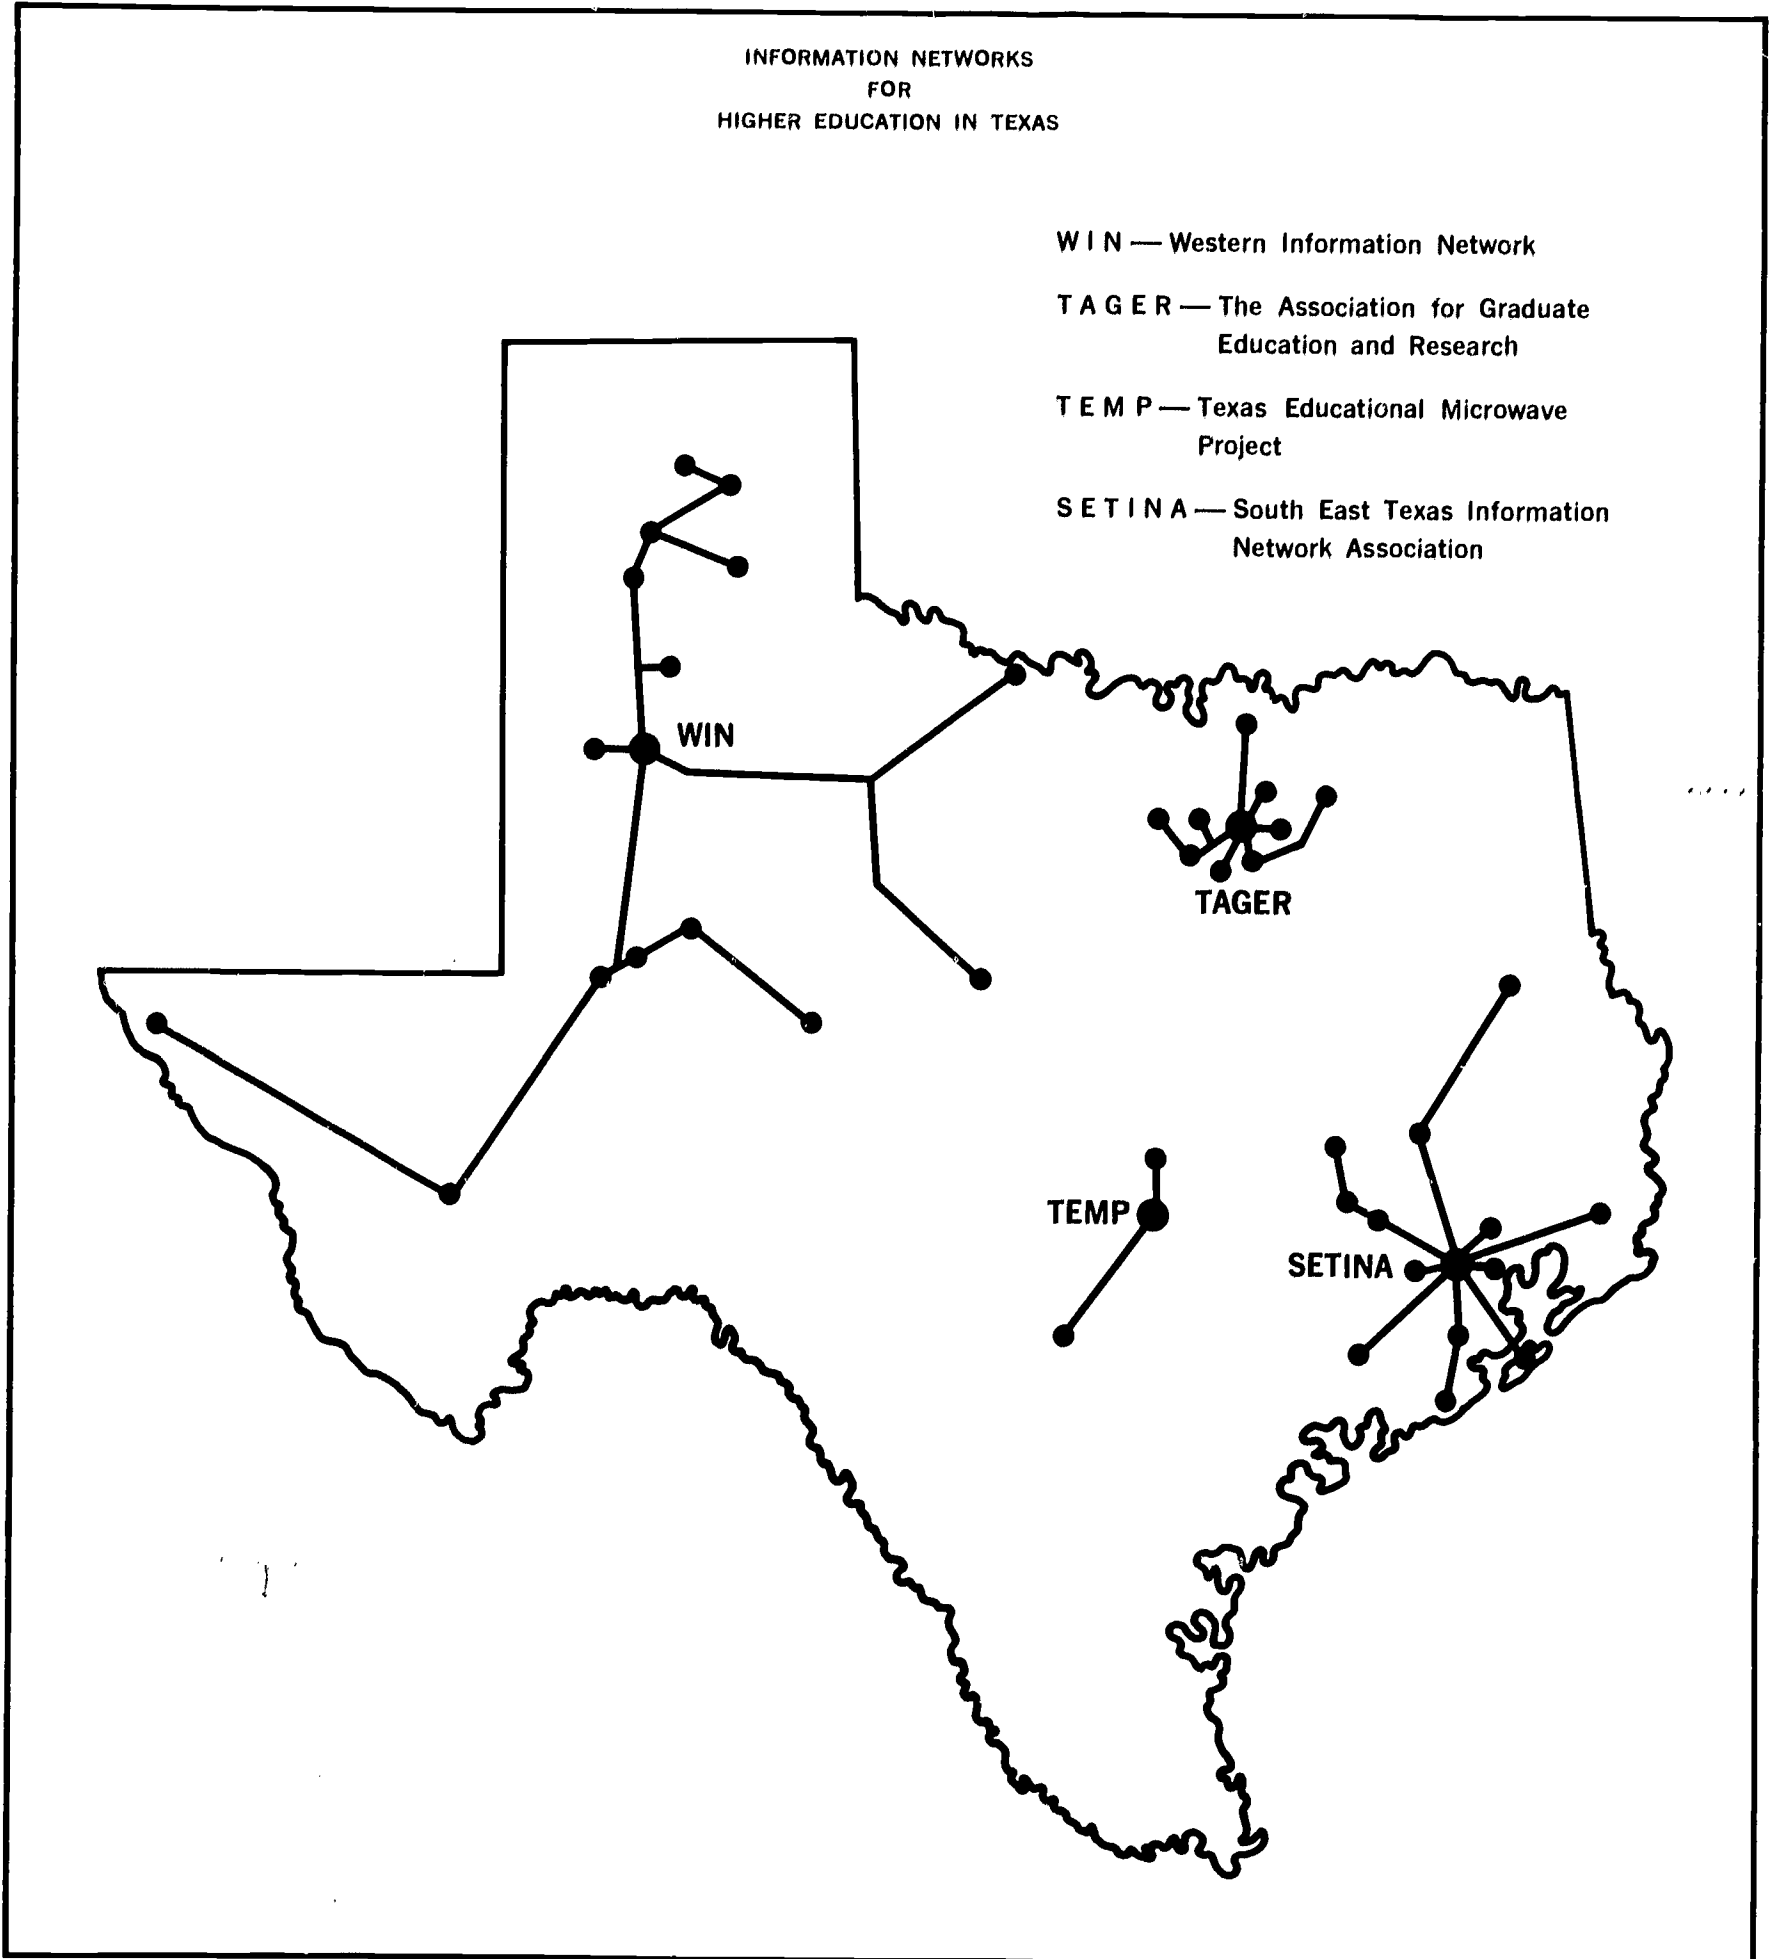 INFORMATION NETWORKS
FOR
HIGHER EDUCATION IN TEXAS
WIN — Western Information Network
TAGER — The Association for Graduate
Education and Research
TEMP — Texas Educational Microwave
Project
SETINA — South East Texas Information
Network Association
WIN
TAGER
TEMP
SETINA